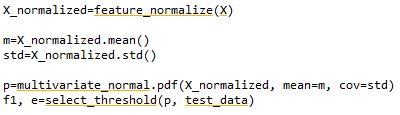 X_normalized=feature_normalize(X)
m=X_normalized.mean()
std=X_normalized.std()
p=multivariate_normal.pdf(X_normalized, mean=m, cov=std)
f1, e=select_threshold(p, test_data)